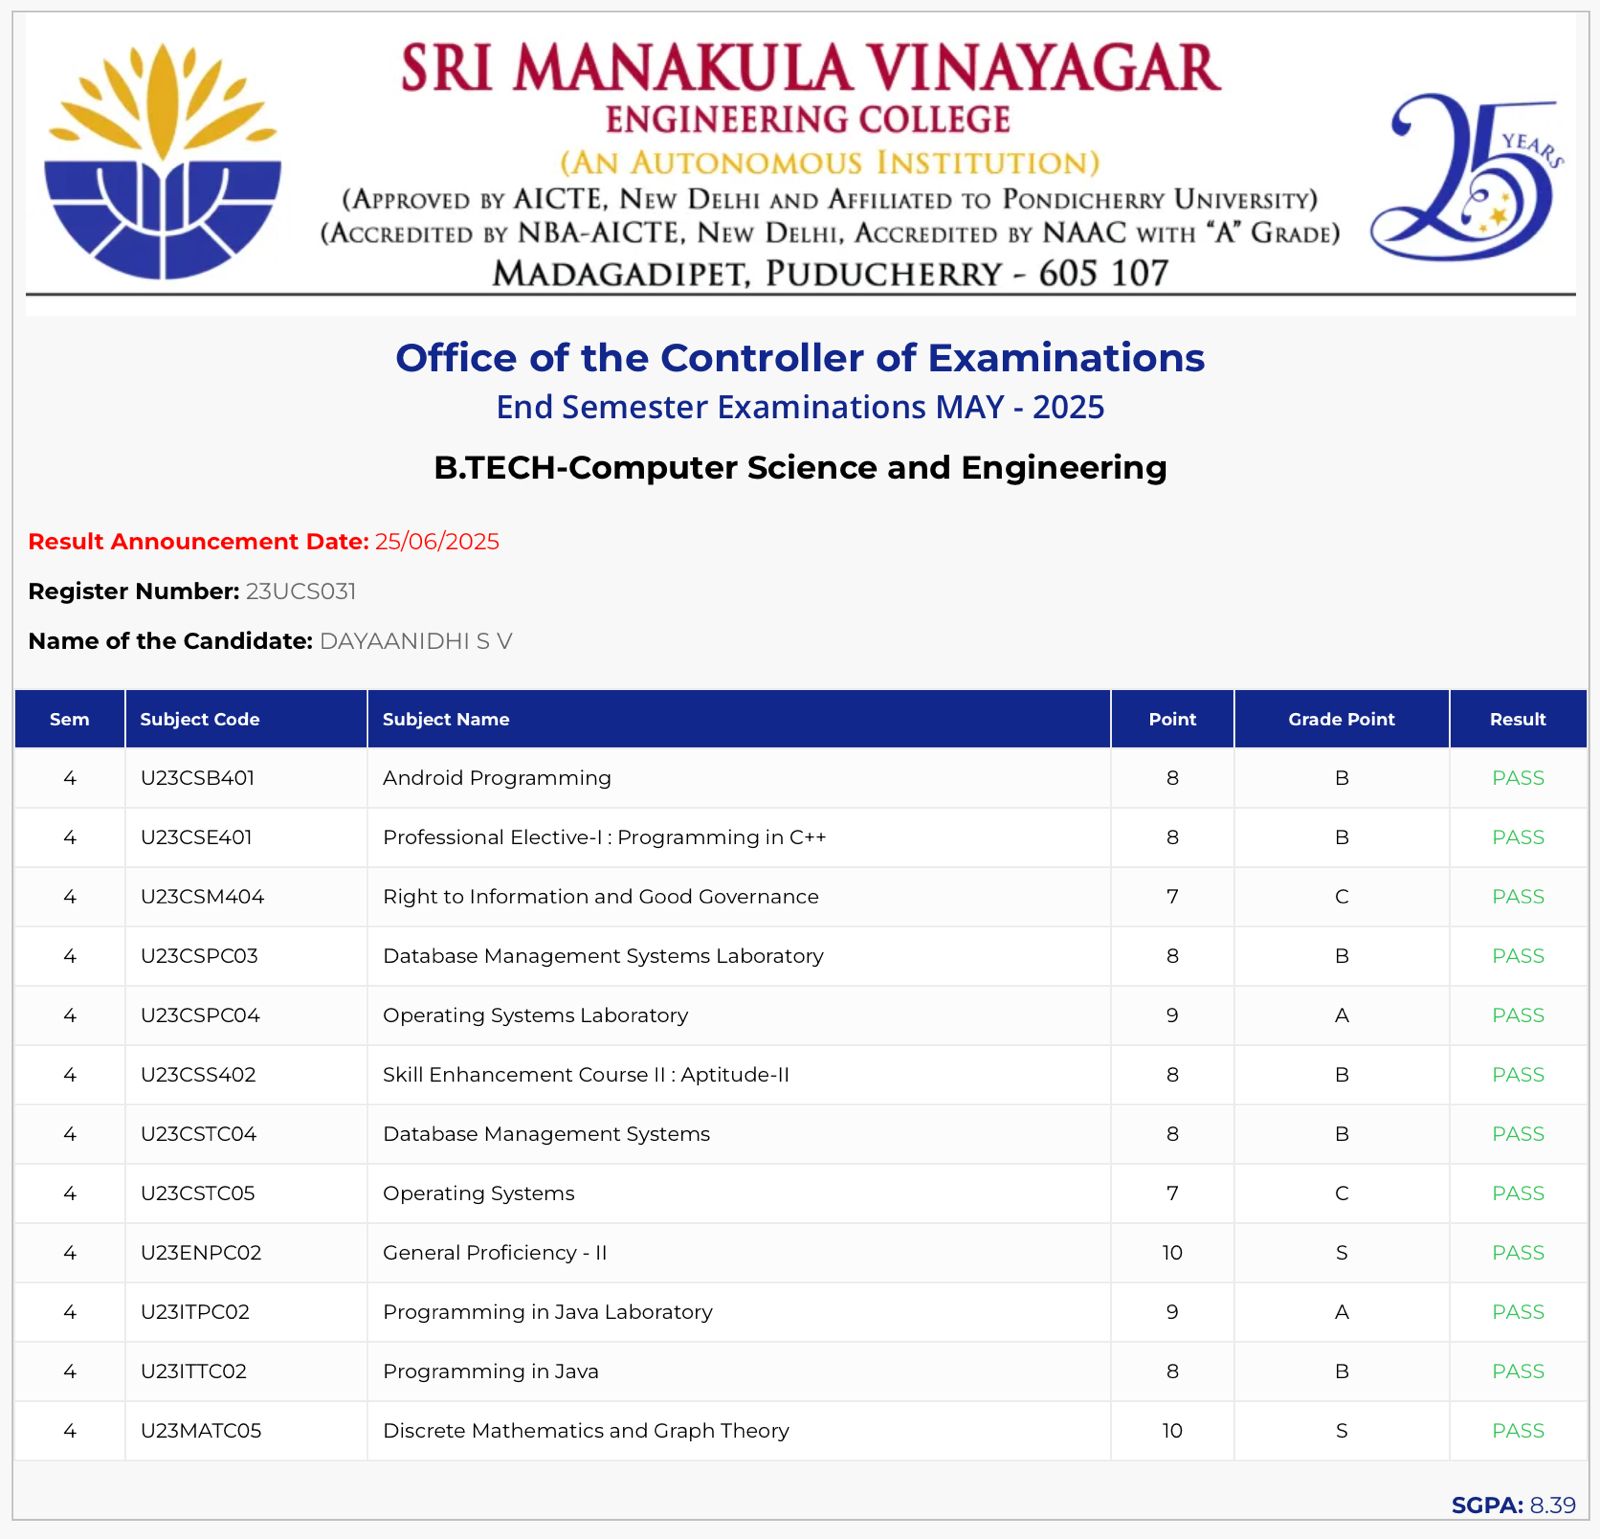 SRI MANAKULA VINAYAGAR
ENGINEERING COLLEGE
(AN AUTONOMOUS INSTITUTION)
(APPROVED BY AICTE, NEW DELHI AND AFFILIATED TO PONDICHERRY UNIVERSITY)
(ACCREDITED BY NBA-AICTE, NEW DELHI, ACCREDITED BY NAAC WITH “A” GRADE)
MADAGADIPET, PUDUCHERRY - 605 107
25 YEARS
Office of the Controller of Examinations
End Semester Examinations MAY - 2025
B.TECH-Computer Science and Engineering
Result Announcement Date: 25/06/2025
Register Number: 23UCS031
Name of the Candidate: DAYAANIDHI S V
Sem Subject Code Subject Name Point Grade Point Result
4 U23CSB401 Android Programming 8 B PASS
4 U23CSE401 Professional Elective-I : Programming in C++ 8 B PASS
4 U23CSM404 Right to Information and Good Governance 7 C PASS
4 U23CSPC03 Database Management Systems Laboratory 8 B PASS
4 U23CSPC04 Operating Systems Laboratory 9 A PASS
4 U23CSS402 Skill Enhancement Course II : Aptitude-II 8 B PASS
4 U23CSTC04 Database Management Systems 8 B PASS
4 U23CSTC05 Operating Systems 7 C PASS
4 U23ENPC02 General Proficiency - II 10 S PASS
4 U23ITPC02 Programming in Java Laboratory 9 A PASS
4 U23ITTC02 Programming in Java 8 B PASS
4 U23MATC05 Discrete Mathematics and Graph Theory 10 S PASS
SGPA: 8.39